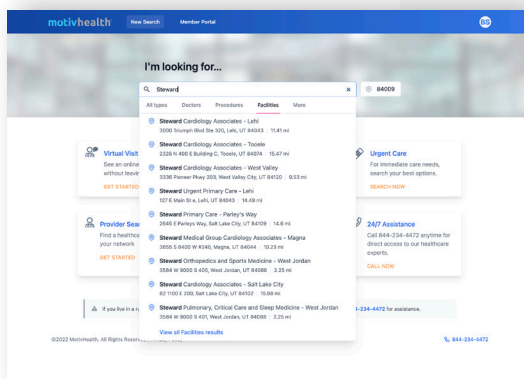 motivhealth
New Search
Member Portal
BS
I'm looking for...
Steward
84009
All types
Doctors
Procedures
Facilities
More
Steward Cardiology Associates - Lehi
3000 Triumph Blvd Ste 320, Lehi, UT 84043 | 11.41 mi
Steward Cardiology Associates - Tooele
2326 N 400 E Building C, Tooele, UT 84074 | 15.47 mi
Steward Cardiology Associates - West Valley
3336 Pioneer Pkwy 303, West Valley City, UT 84120 | 9.53 mi
Steward Urgent Primary Care - Lehi
127 E Main St e, Lehi, UT 84043 | 14.49 mi
Steward Primary Care - Parley's Way
2645 E Parleys Way, Salt Lake City, UT 84109 | 14.6 mi
Steward Medical Group Cardiology Associates - Magna
3655 S 8400 W #240, Magna, UT 84044 | 10.23 mi
Steward Orthopedics and Sports Medicine - West Jordan
3584 W 9000 S 405, West Jordan, UT 84088 | 2.25 mi
Steward Cardiology Associates - Salt Lake City
82 1100 E 200, Salt Lake City, UT 84102 | 15.98 mi
Steward Pulmonary, Critical Care and Sleep Medicine - West Jordan
3584 W 9000 S 401, West Jordan, UT 84088 | 2.25 mi
View all Facilities results
Virtual Visit
See an online
without leavin
GET STARTED
Urgent Care
For immediate care needs,
search your best options.
SEARCH NOW
Provider Sea
Find a healthca
your network
GET STARTED
24/7 Assistance
Call 844-234-4472 anytime for
direct access to our healthcare
experts.
CALL NOW
If you live in a ru
-234-4472 for assistance.
©2022 MotivHealth. All Rights Reserv
844-234-4472